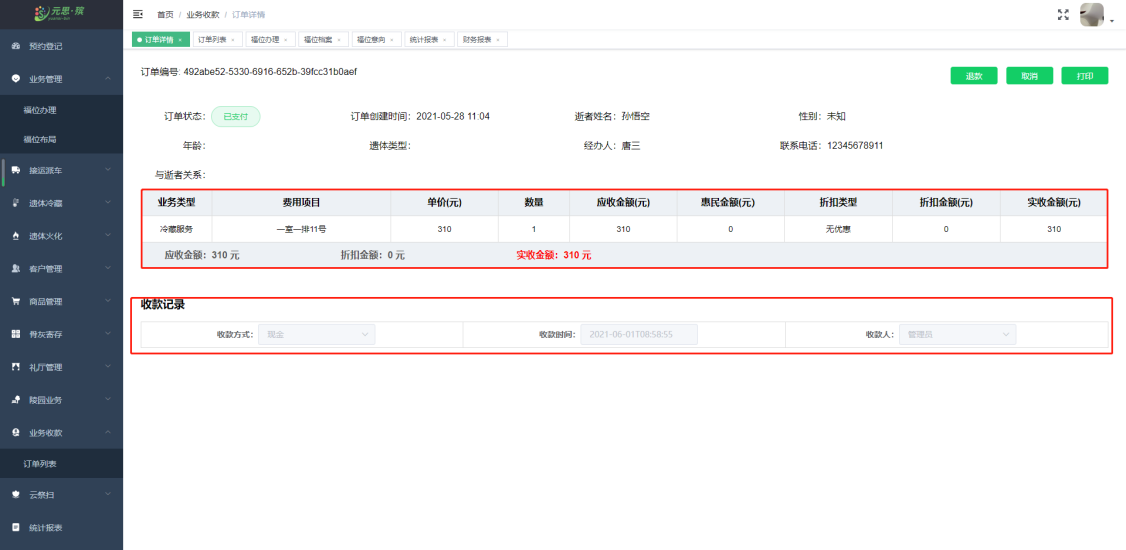 元思·殡
首页 / 业务收款 / 订单详情
订单详情 × 订单列表 × 福位办理 × 福位档案 × 福位意向 × 统计报表 × 财务报表 ×
预约登记
业务管理
福位办理
福位布局
接运派车
遗体冷藏
遗体火化
客户管理
商品管理
骨灰寄存
礼厅管理
陵园业务
业务收款
订单列表
云祭扫
统计报表
订单编号: 492abe52-5330-6916-652b-39fcc31b0aef
退款 取消 打印
订单状态: 已支付 订单创建时间: 2021-05-28 11:04 逝者姓名: 孙悟空 性别: 未知
年龄: 遗体类型: 经办人: 唐三 联系电话: 12345678911
与逝者关系:
业务类型 费用项目 单价(元) 数量 应收金额(元) 惠民金额(元) 折扣类型 折扣金额(元) 实收金额(元)
冷藏服务 一室一排11号 310 1 310 0 无优惠 0 310
应收金额: 310 元 折扣金额: 0 元 实收金额: 310 元
收款记录
收款方式: 现金 收款时间: 2021-06-01T08:58:55 收款人: 管理员